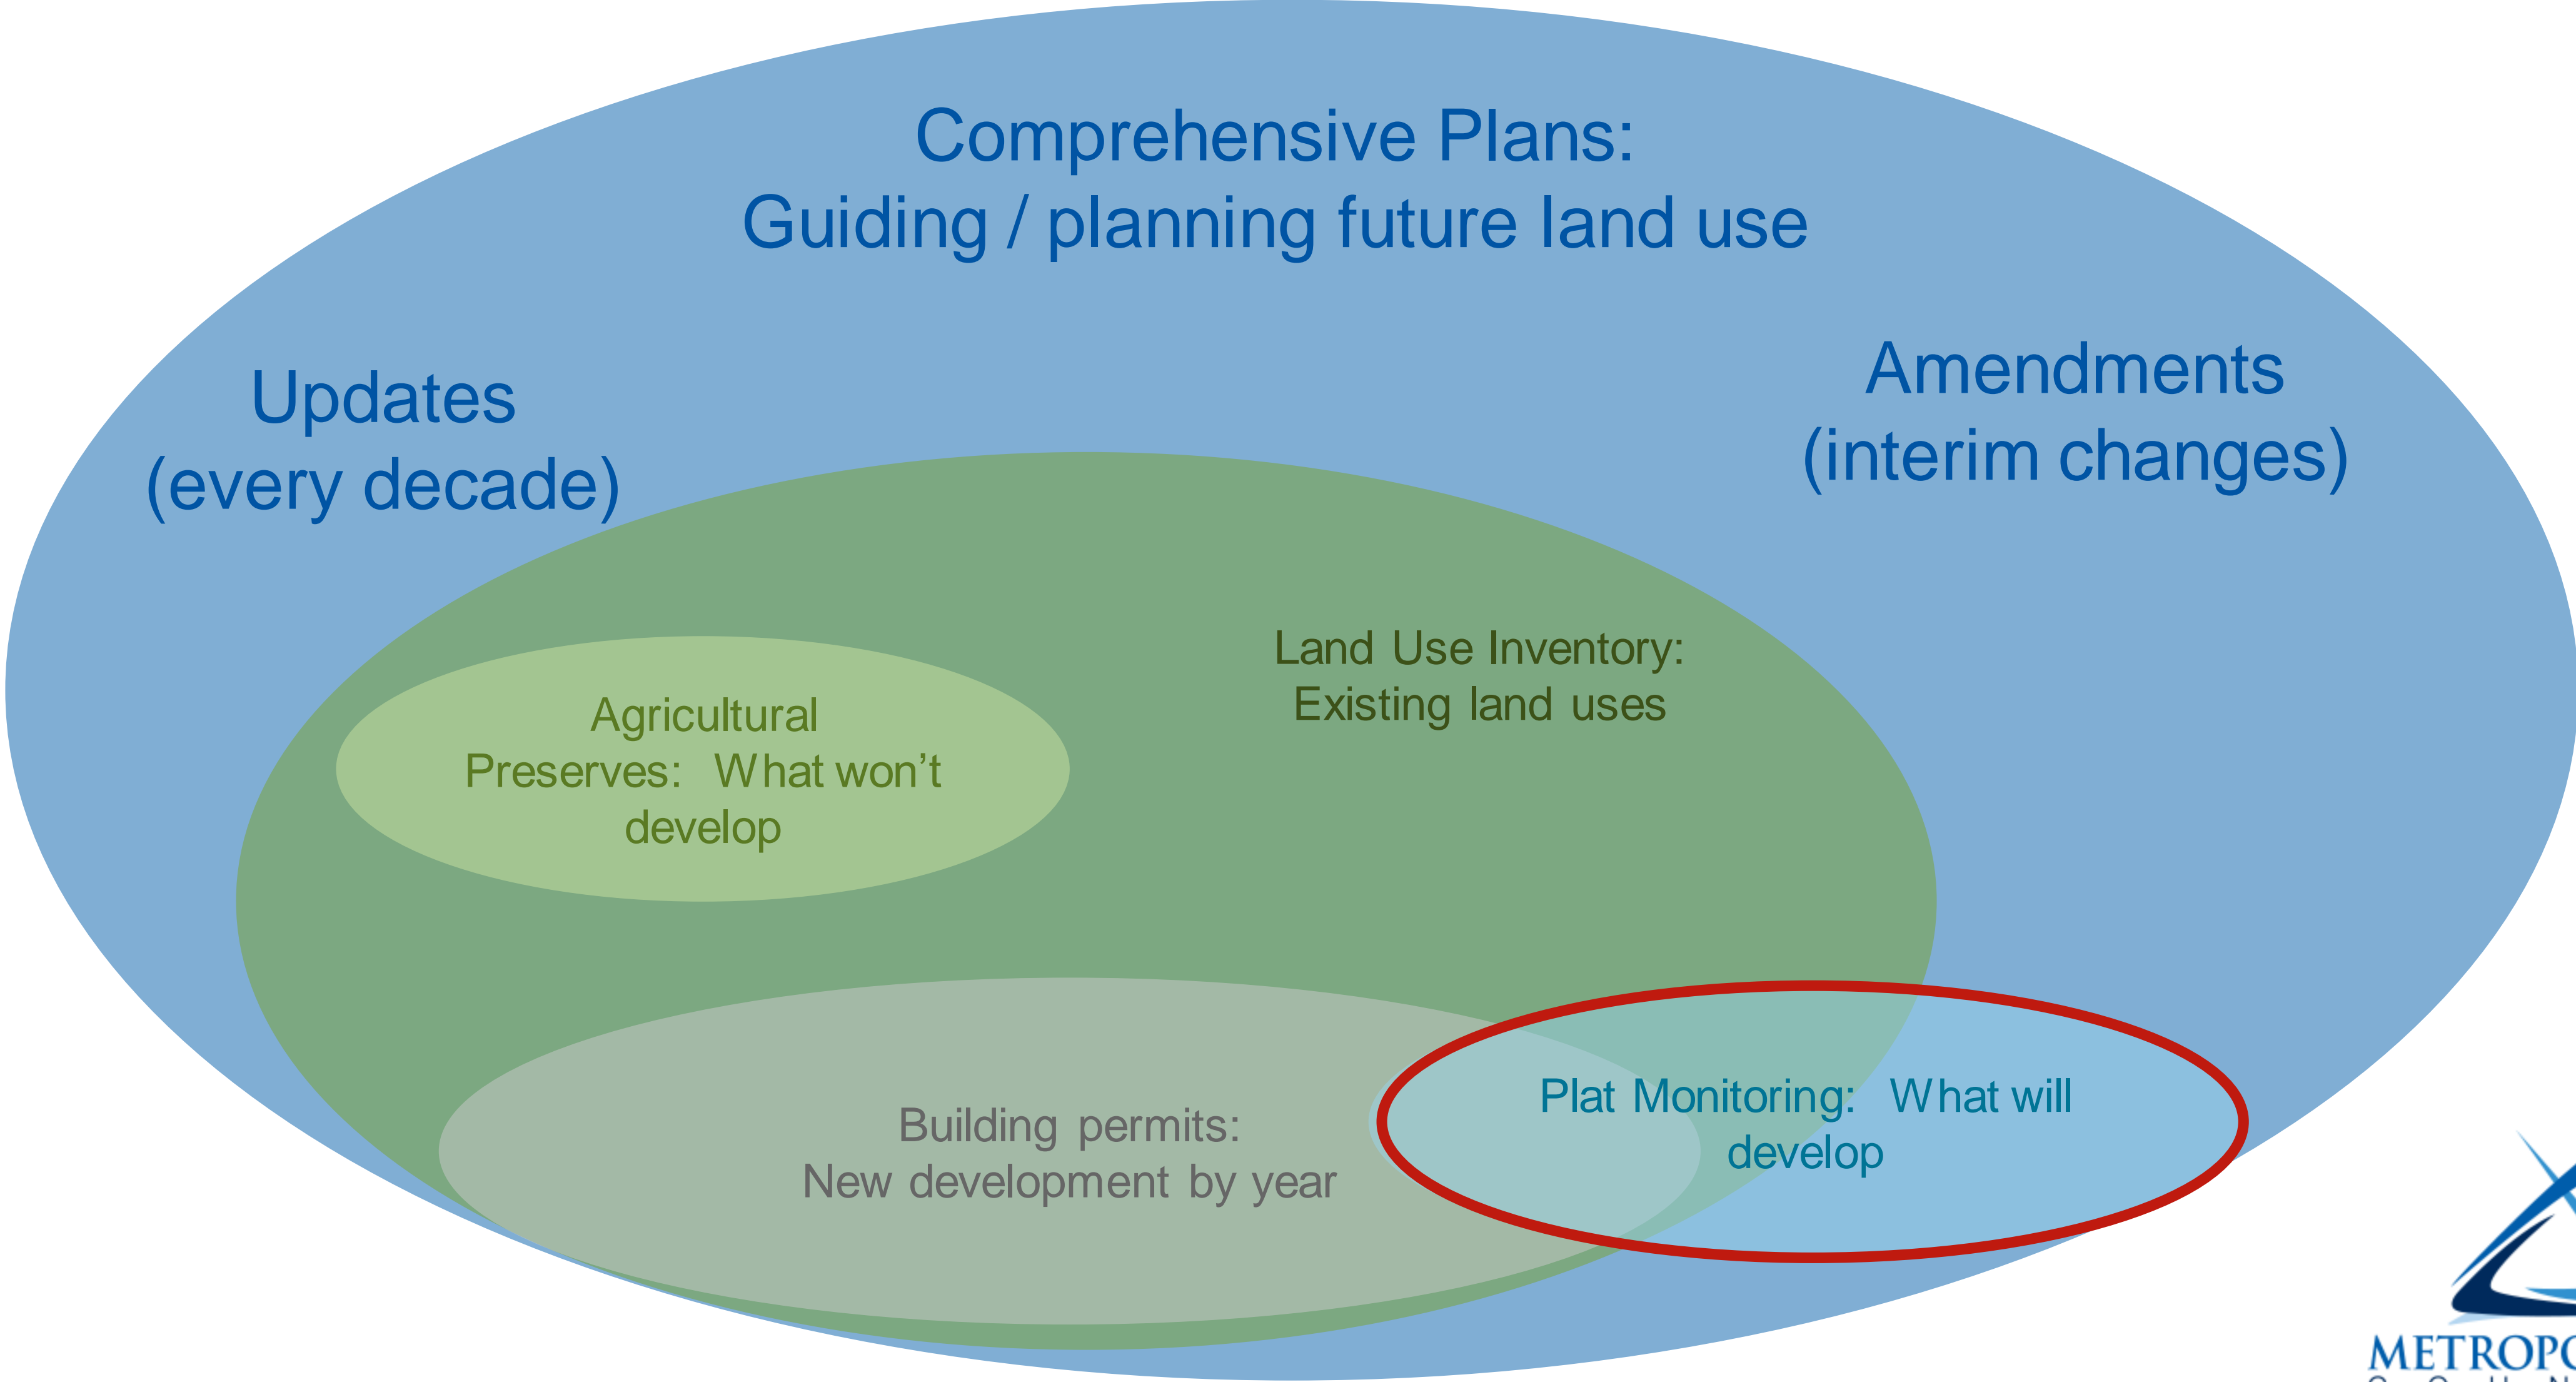 Comprehensive Plans:
Guiding / planning future land use
Updates
(every decade)
Amendments
(interim changes)
Land Use Inventory:
Existing land uses
Agricultural
Preserves: What won’t
develop
Plat Monitoring: What will
develop
Building permits:
New development by year